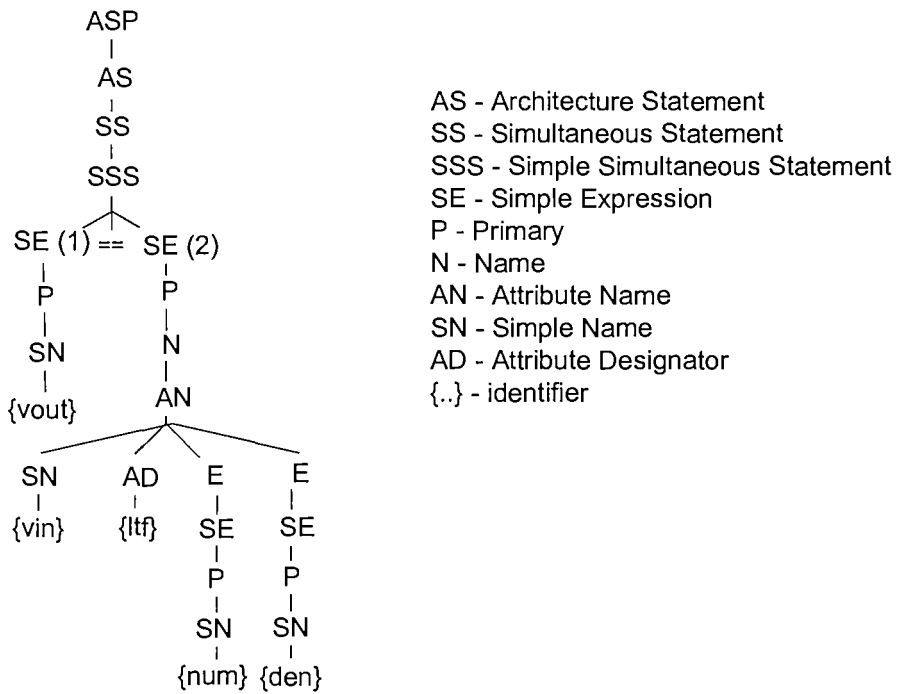 ASP
AS
SS
SSS
SE (1) == SE (2)
P P
SN N
{vout} AN
SN AD E E
{vin} {ltf} SE SE
P P
SN SN
{num} {den}
AS - Architecture Statement
SS - Simultaneous Statement
SSS - Simple Simultaneous Statement
SE - Simple Expression
P - Primary
N - Name
AN - Attribute Name
SN - Simple Name
AD - Attribute Designator
{..} - identifier